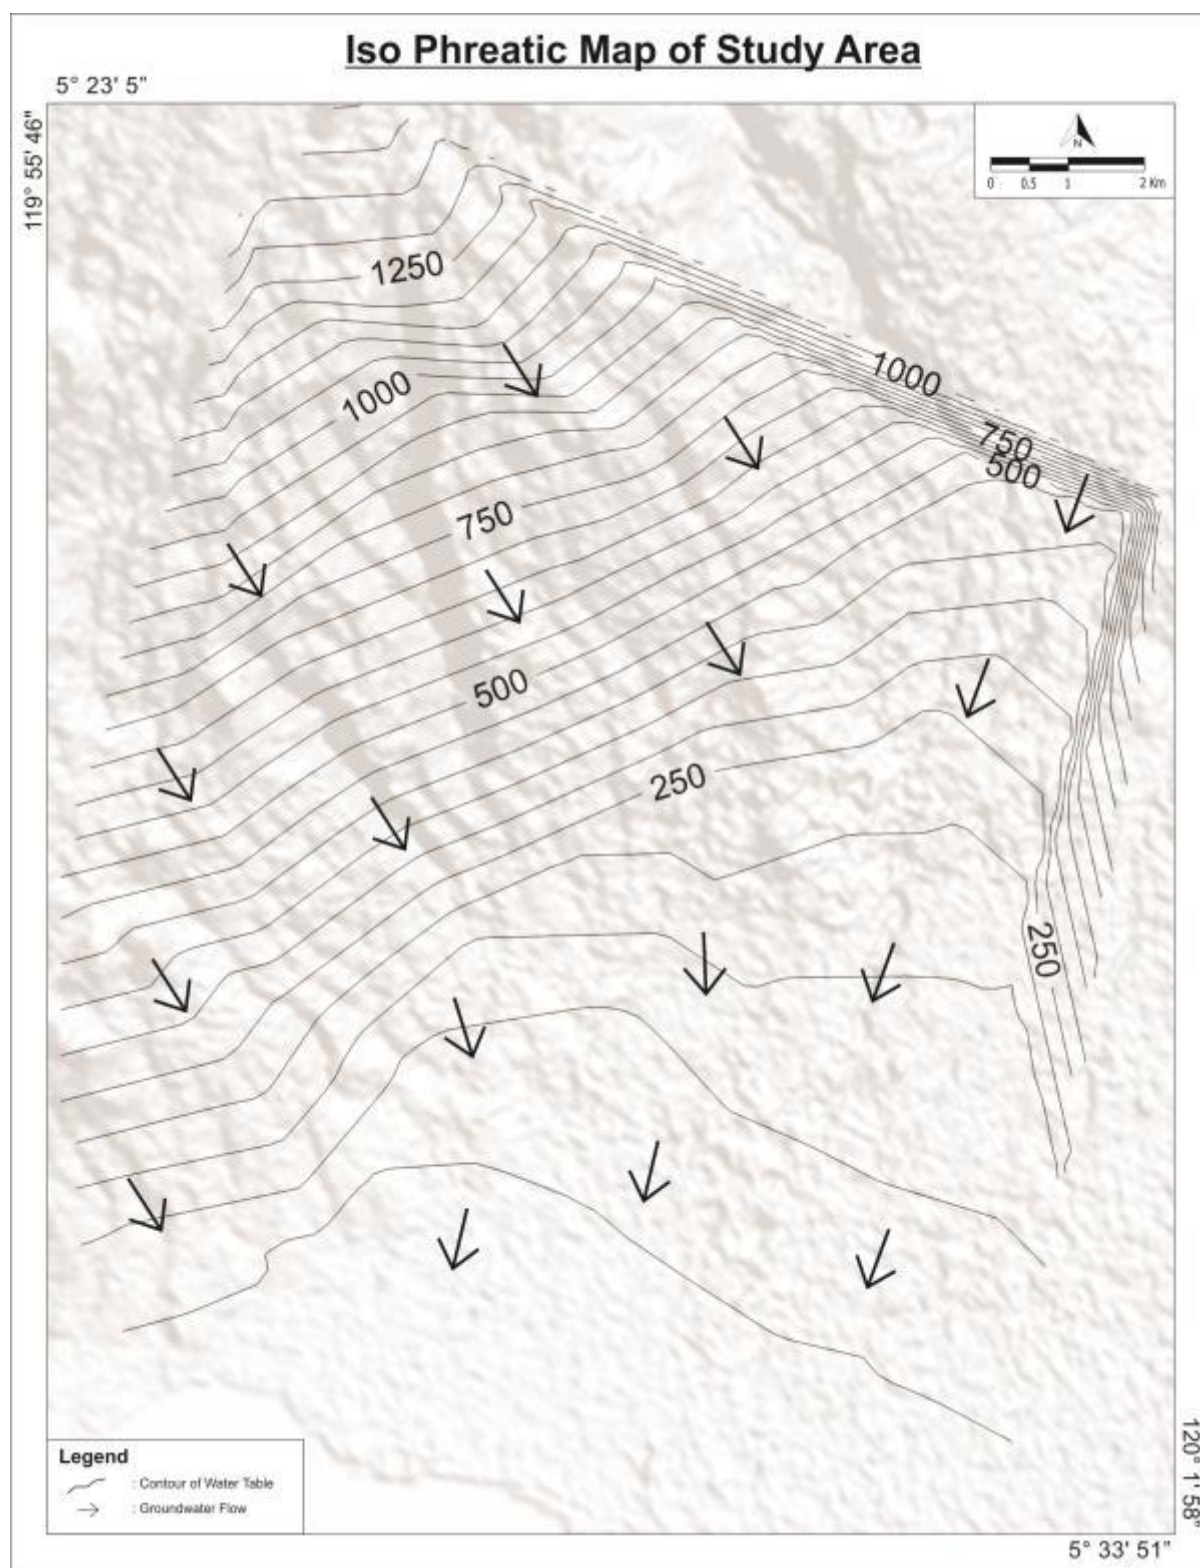 Iso Phreatic Map of Study Area
5° 23' 5"
119° 55' 46"
N
0 0.5 1 2 Km
1250
1000
1000
750
500
750
500
250
250
Legend
: Contour of Water Table
: Groundwater Flow
120° 1' 58"
5° 33' 51"